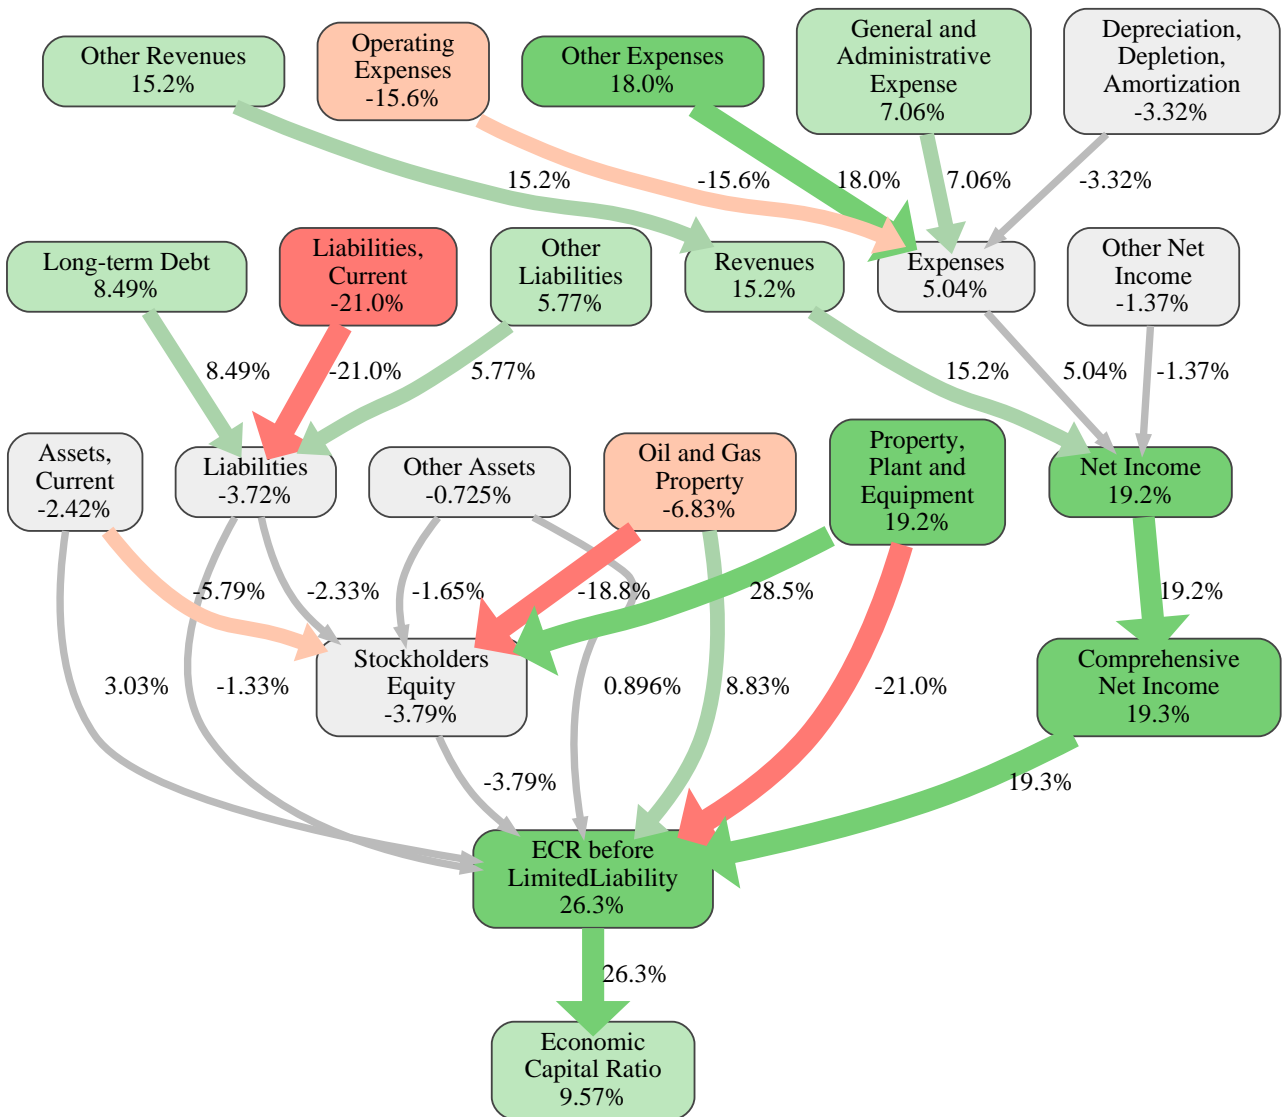 Other Revenues
15.2%
Operating
Expenses
-15.6%
Other Expenses
18.0%
General and
Administrative
Expense
7.06%
Depreciation,
Depletion,
Amortization
-3.32%
15.2%
-15.6%
18.0%
7.06%
-3.32%
Long-term Debt
8.49%
Liabilities,
Current
-21.0%
Other
Liabilities
5.77%
Revenues
15.2%
Expenses
5.04%
Other Net
Income
-1.37%
8.49%
-21.0%
5.77%
15.2%
5.04%
-1.37%
Assets,
Current
-2.42%
Liabilities
-3.72%
Other Assets
-0.725%
Oil and Gas
Property
-6.83%
Property,
Plant and
Equipment
19.2%
Net Income
19.2%
-5.79%
-2.33%
-1.65%
-18.8%
28.5%
19.2%
3.03%
-1.33%
Stockholders
Equity
-3.79%
0.896%
8.83%
-21.0%
Comprehensive
Net Income
19.3%
-3.79%
19.3%
ECR before
LimitedLiability
26.3%
26.3%
Economic
Capital Ratio
9.57%